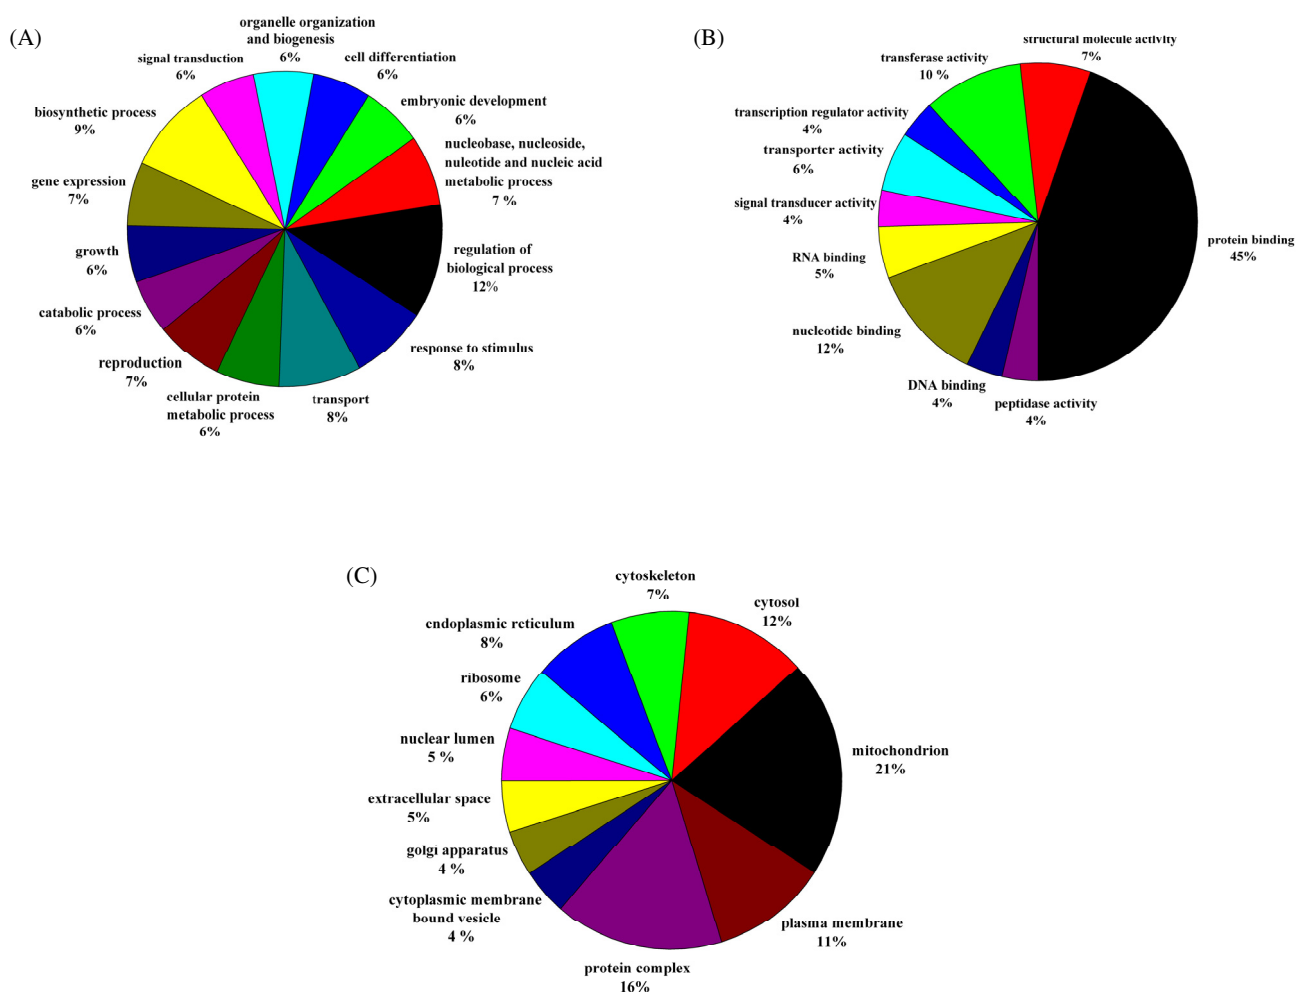 (A)
organelle organization
and biogenesis
6%
signal transduction
6%
cell differentiation
6%
biosynthetic process
9%
embryonic development
6%
nucleobase, nucleoside,
nuleotide and nucleic acid
metabolic process
7 %
gene expression
7%
growth
6%
regulation of
biological process
12%
catabolic process
6%
response to stimulus
8%
reproduction
7%
cellular protein
metabolic process
6%
transport
8%
(B)
structural molecule activity
7%
transferase activity
10 %
transcription regulator activity
4%
transporter activity
6%
signal transducer activity
4%
protein binding
45%
RNA binding
5%
nucleotide binding
12%
DNA binding
4%
peptidase activity
4%
(C)
cytoskeleton
7%
cytosol
12%
endoplasmic reticulum
8%
ribosome
6%
nuclear lumen
5 %
mitochondrion
21%
extracellular space
5%
golgi apparatus
4 %
cytoplasmic membrane
bound vesicle
4 %
plasma membrane
11%
protein complex
16%